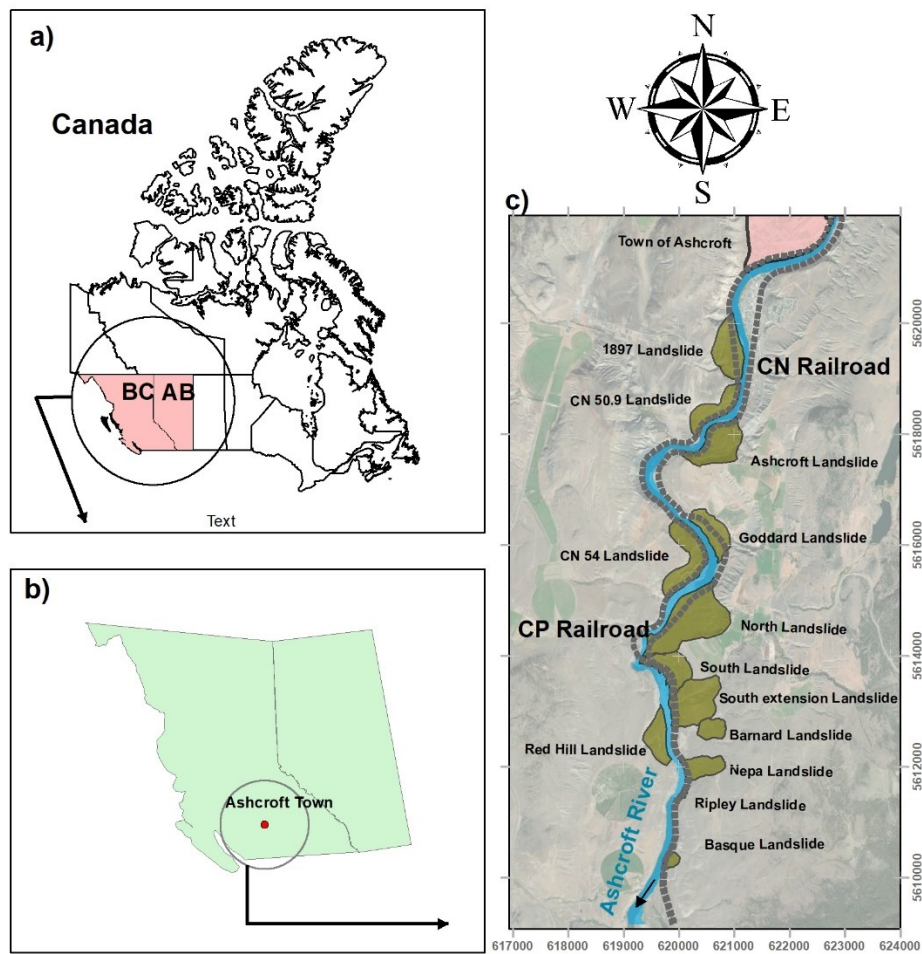 a)
Canada
BC
AB
Text
b)
Ashcroft Town
N
W
E
S
c)
Town of Ashcroft
1897 Landslide
CN Railroad
CN 50.9 Landslide
Ashcroft Landslide
Goddard Landslide
CN 54 Landslide
CP Railroad
North Landslide
South Landslide
South extension Landslide
Barnard Landslide
Red Hill Landslide
Nepa Landslide
Ripley Landslide
Basque Landslide
Ashcroft River
5620000
5618000
5616000
5614000
5612000
5610000
617000
618000
619000
620000
621000
622000
623000
624000